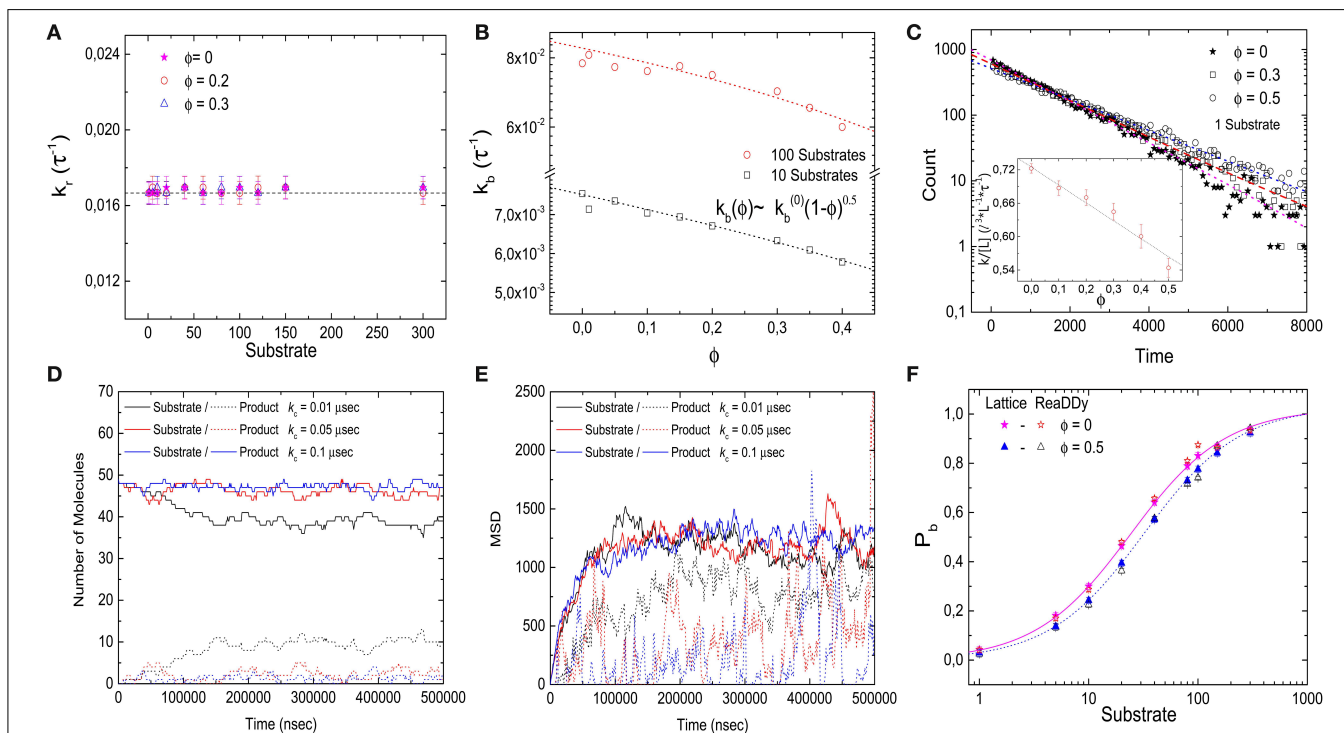 A
0,024
0,020
0,016
0,012
k_r (τ⁻¹)
ϕ= 0
ϕ = 0.2
ϕ = 0.3
0 50 100 150 200 250 300
Substrate
B
8x10⁻²
6x10⁻²
7,0x10⁻³
6,0x10⁻³
5,0x10⁻³
k_b (τ⁻¹)
100 Substrates
10 Substrates
k_b(ϕ)~ k_b⁽⁰⁾(1-ϕ)⁰·⁵
0,0 0,1 0,2 0,3 0,4
ϕ
C
1000
100
10
1
0,1
Count
ϕ = 0
ϕ = 0.3
ϕ = 0.5
1 Substrate
0,72
0,66
0,60
0,54
k/[L] (l³*L⁻¹*τ⁻¹)
0,0 0,1 0,2 0,3 0,4 0,5
ϕ
0 2000 4000 6000 8000
Time
D
70
60
50
40
30
20
10
0
Number of Molecules
Substrate / Product k_c = 0.01 μsec
Substrate / Product k_c = 0.05 μsec
Substrate / Product k_c = 0.1 μsec
0 100000 200000 300000 400000 500000
Time (nsec)
E
2500
2000
1500
1000
500
0
MSD
Substrate / Product k_c = 0.01 μsec
Substrate / Product k_c = 0.05 μsec
Substrate / Product k_c = 0.1 μsec
0 100000 200000 300000 400000 500000
Time (nsec)
F
1,0
0,8
0,6
0,4
0,2
0,0
P_b
Lattice ReaDDy
- ϕ = 0
- ϕ = 0.5
1 10 100 1000
Substrate